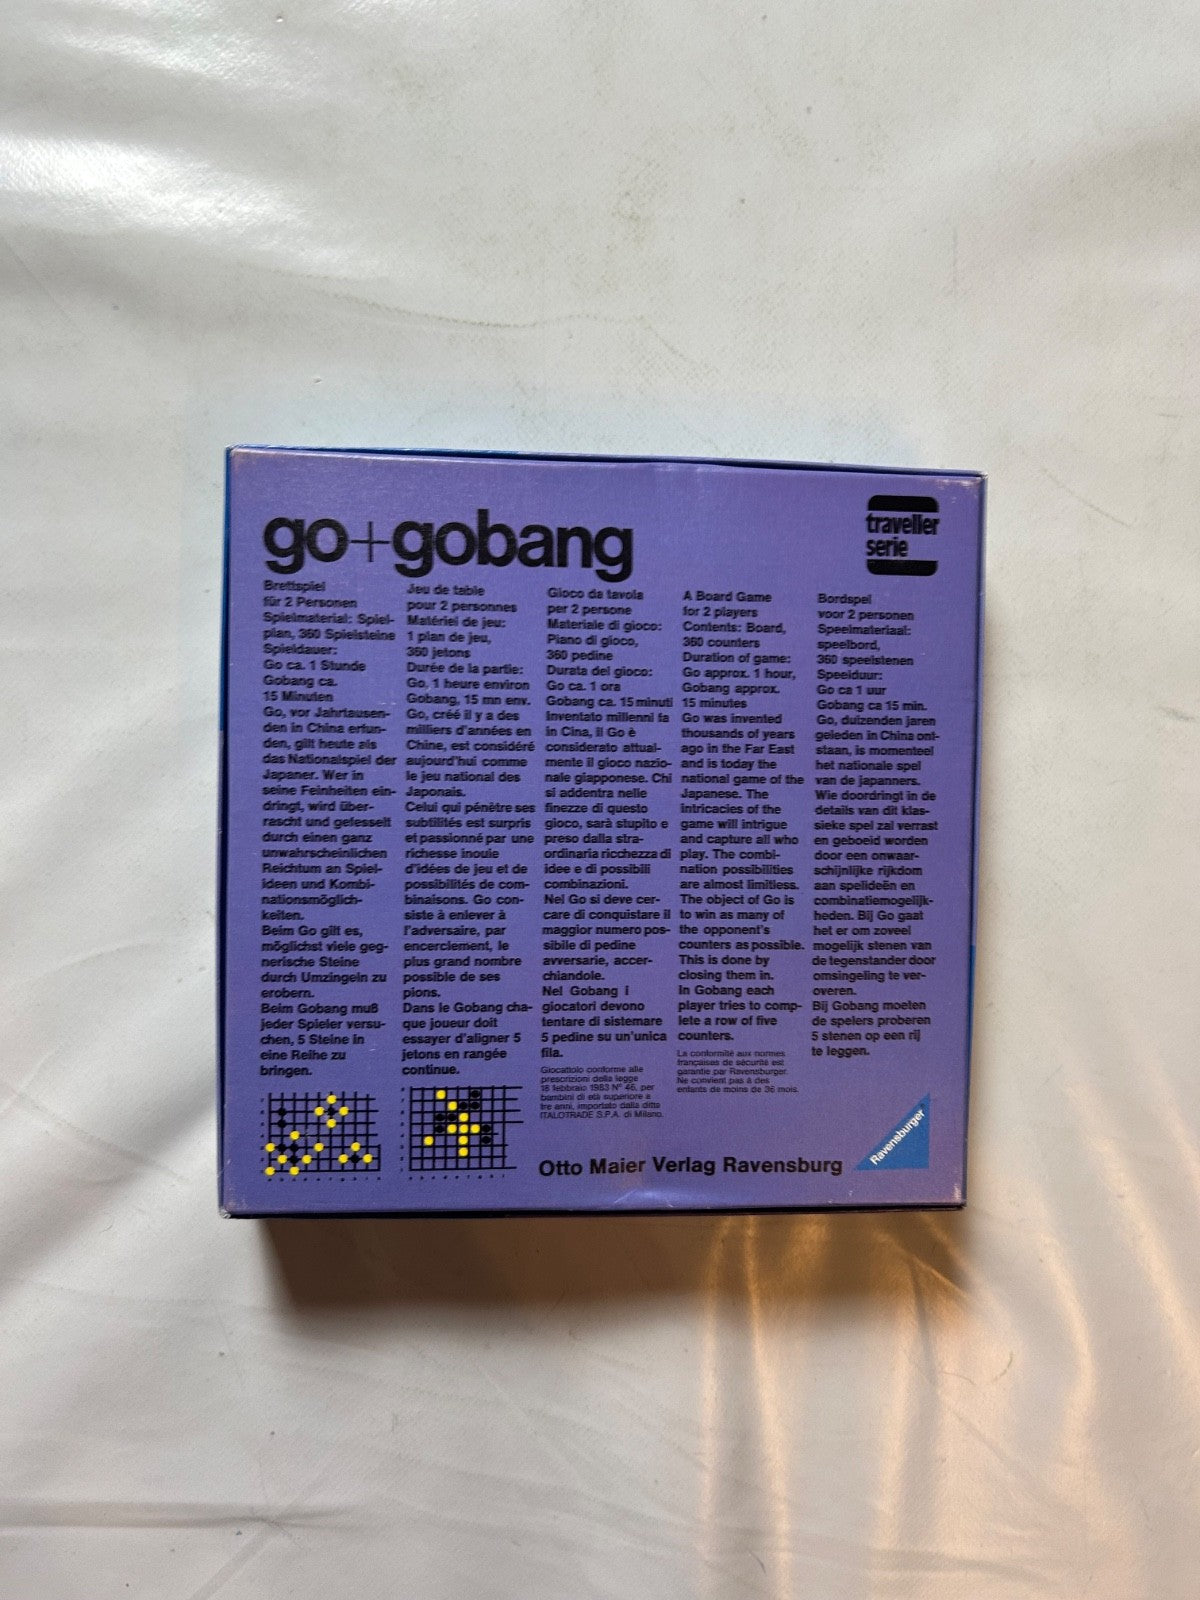 go+gobang
traveller
serie
Brettspiel
für 2 Personen
Spielmaterial: Spiel-
plan, 360 Spielsteine
Spieldauer:
Go ca. 1 Stunde
Gobang ca.
15 Minuten
Go, vor Jahrtausen-
den in China erfun-
den, gilt heute als
das Nationalspiel der
Japaner. Wer in
seine Feinheiten ein-
dringt, wird über-
rascht und gefesselt
durch einen ganz
unwahrscheinlichen
Reichtum an Spiel-
ideen und Kombi-
nationsmöglich-
keiten.
Beim Go gilt es,
möglichst viele geg-
nerische Steine
durch Umzingeln zu
erobern.
Beim Gobang muß
jeder Spieler versu-
chen, 5 Steine in
eine Reihe zu
bringen.
Jeu de table
pour 2 personnes
Matériel de jeu:
1 plan de jeu,
360 jetons
Durée de la partie:
Go, 1 heure environ
Gobang, 15 mn env.
Go, créé il y a des
milliers d'années en
Chine, est considéré
aujourd'hui comme
le jeu national des
Japonais.
Celui qui pénètre ses
subtilités est surpris
et passionné par une
richesse inouie
d'idées de jeu et de
possibilités de com-
binaisons. Go con-
siste à enlever à
l'adversaire, par
encerclement, le
plus grand nombre
possible de ses
pions.
Dans le Gobang cha-
que joueur doit
essayer d'aligner 5
jetons en rangée
continue.
Gioco da tavola
per 2 persone
Materiale di gioco:
Piano di gioco,
360 pedine
Durata del gioco:
Go ca. 1 ora
Gobang ca. 15 minuti
Inventato millenni fa
in Cina, il Go è
considerato attual-
mente il gioco nazio-
nale giapponese. Chi
si addentra nelle
finezze di questo
gioco, sarà stupito e
preso dalla stra-
ordinaria ricchezza di
idee e di possibili
combinazioni.
Nel Go si deve cer-
care di conquistare il
maggior numero pos-
sibile di pedine
avversarie, accer-
chiandole.
Nel Gobang i
giocatori devono
tentare di sistemare
5 pedine su un'unica
fila.
Giocattolo conforme alle
prescrizioni della legge
18 febbraio 1983 N° 46, per
bambini di età superiore a
tre anni, importato dalla ditta
ITALOTRADE S.P.A. di Milano.
A Board Game
for 2 players
Contents: Board,
360 counters
Duration of game:
Go approx. 1 hour,
Gobang approx.
15 minutes
Go was invented
thousands of years
ago in the Far East
and is today the
national game of the
Japanese. The
intricacies of the
game will intrigue
and capture all who
play. The combi-
nation possibilities
are almost limitless.
The object of Go is
to win as many of
the opponent's
counters as possible.
This is done by
closing them in.
In Gobang each
player tries to comp-
lete a row of five
counters.
La conformité aux normes
françaises de sécurité est
garantie par Ravensburger.
Ne convient pas à des
enfants de moins de 36 mois.
Bordspel
voor 2 personen
Speelmateriaal:
speelbord,
360 speelstenen
Speelduur:
Go ca 1 uur
Gobang ca 15 min.
Go, duizenden jaren
geleden in China ont-
staan, is momenteel
het nationale spel
van de japanners.
Wie doordringt in de
details van dit klas-
sieke spel zal verrast
en geboeid worden
door een onwaar-
schijnlijke rijkdom
aan spelideën en
combinatiemogelijk-
heden. Bij Go gaat
het er om zoveel
mogelijk stenen van
de tegenstander door
omsingeling te ver-
overen.
Bij Gobang moeten
de spelers proberen
5 stenen op een rij
te leggen.
Otto Maier Verlag Ravensburg
Ravensburger